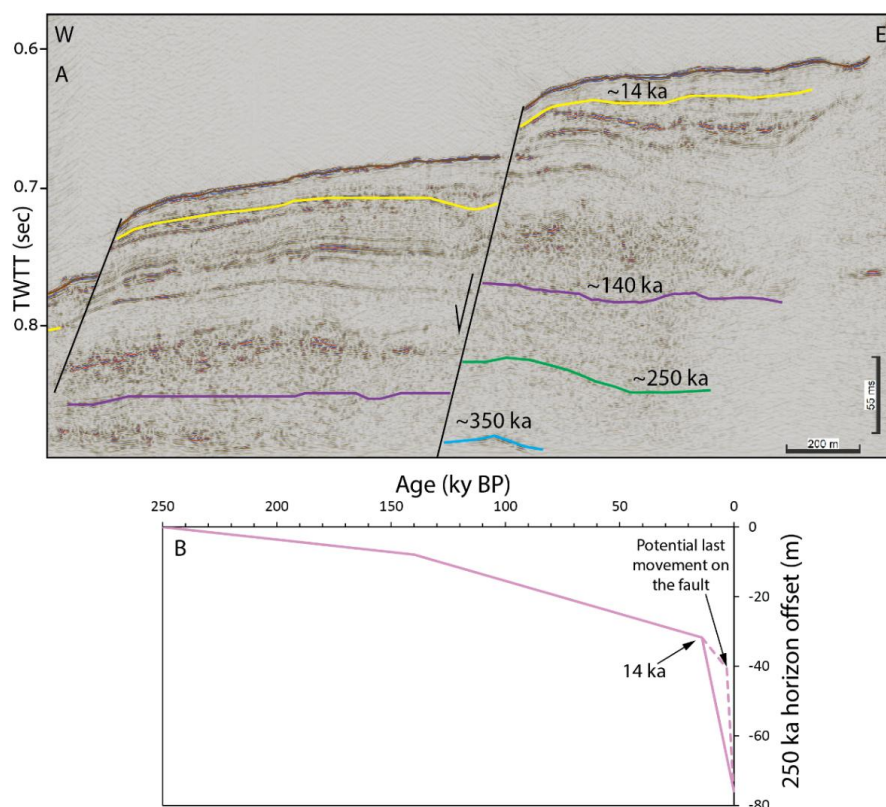 W
E
A
0.6
0.7
0.8
TWTT (sec)
~14 ka
~140 ka
~250 ka
~350 ka
55 ms
200 m
Age (ky BP)
250
200
150
100
50
0
B
Potential last
movement on
the fault
14 ka
0
-20
-40
-60
-80
250 ka horizon offset (m)